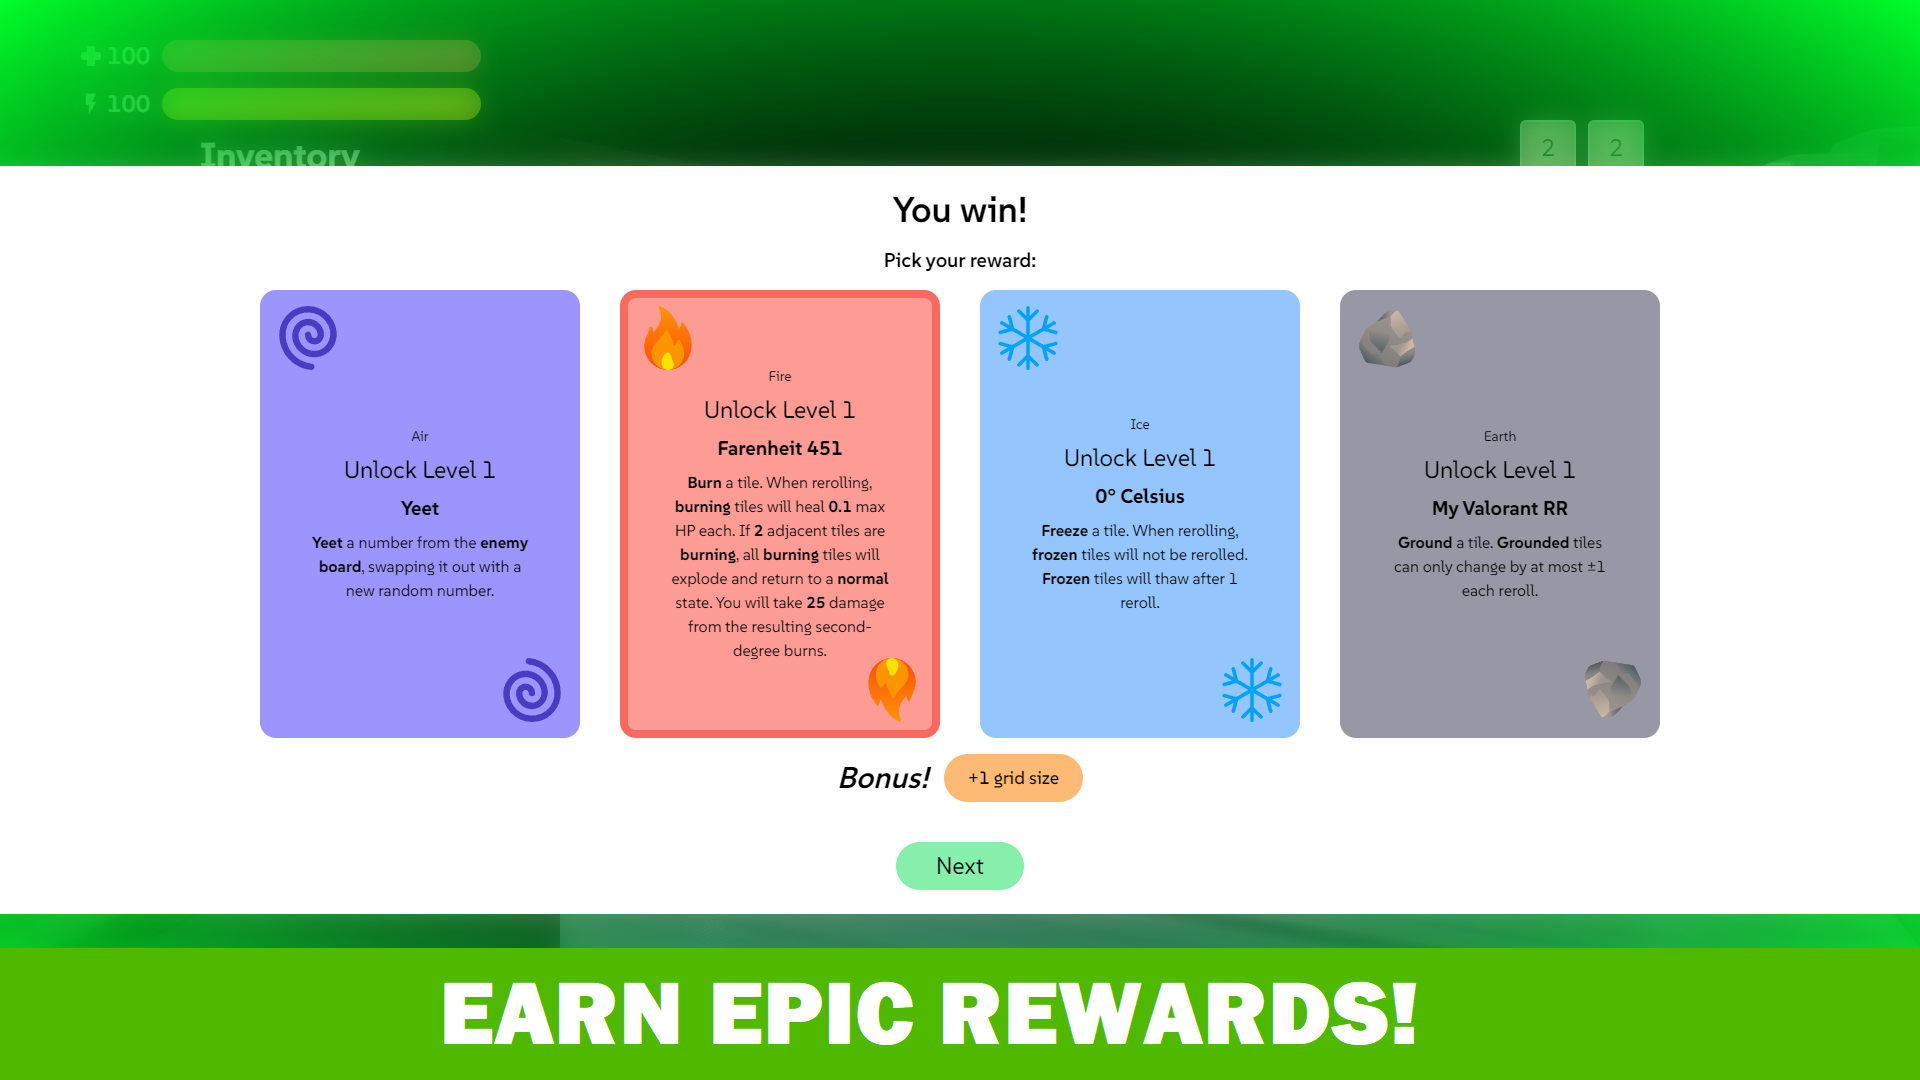 100
100
Inventory
2 2
You win!
Pick your reward:
Air
Unlock Level 1
Yeet
Yeet a number from the enemy
board, swapping it out with a
new random number.
Fire
Unlock Level 1
Farenheit 451
Burn a tile. When rerolling,
burning tiles will heal 0.1 max
HP each. If 2 adjacent tiles are
burning, all burning tiles will
explode and return to a normal
state. You will take 25 damage
from the resulting second-
degree burns.
Ice
Unlock Level 1
0° Celsius
Freeze a tile. When rerolling,
frozen tiles will not be rerolled.
Frozen tiles will thaw after 1
reroll.
Earth
Unlock Level 1
My Valorant RR
Ground a tile. Grounded tiles
can only change by at most ±1
each reroll.
Bonus! +1 grid size
Next
EARN EPIC REWARDS!